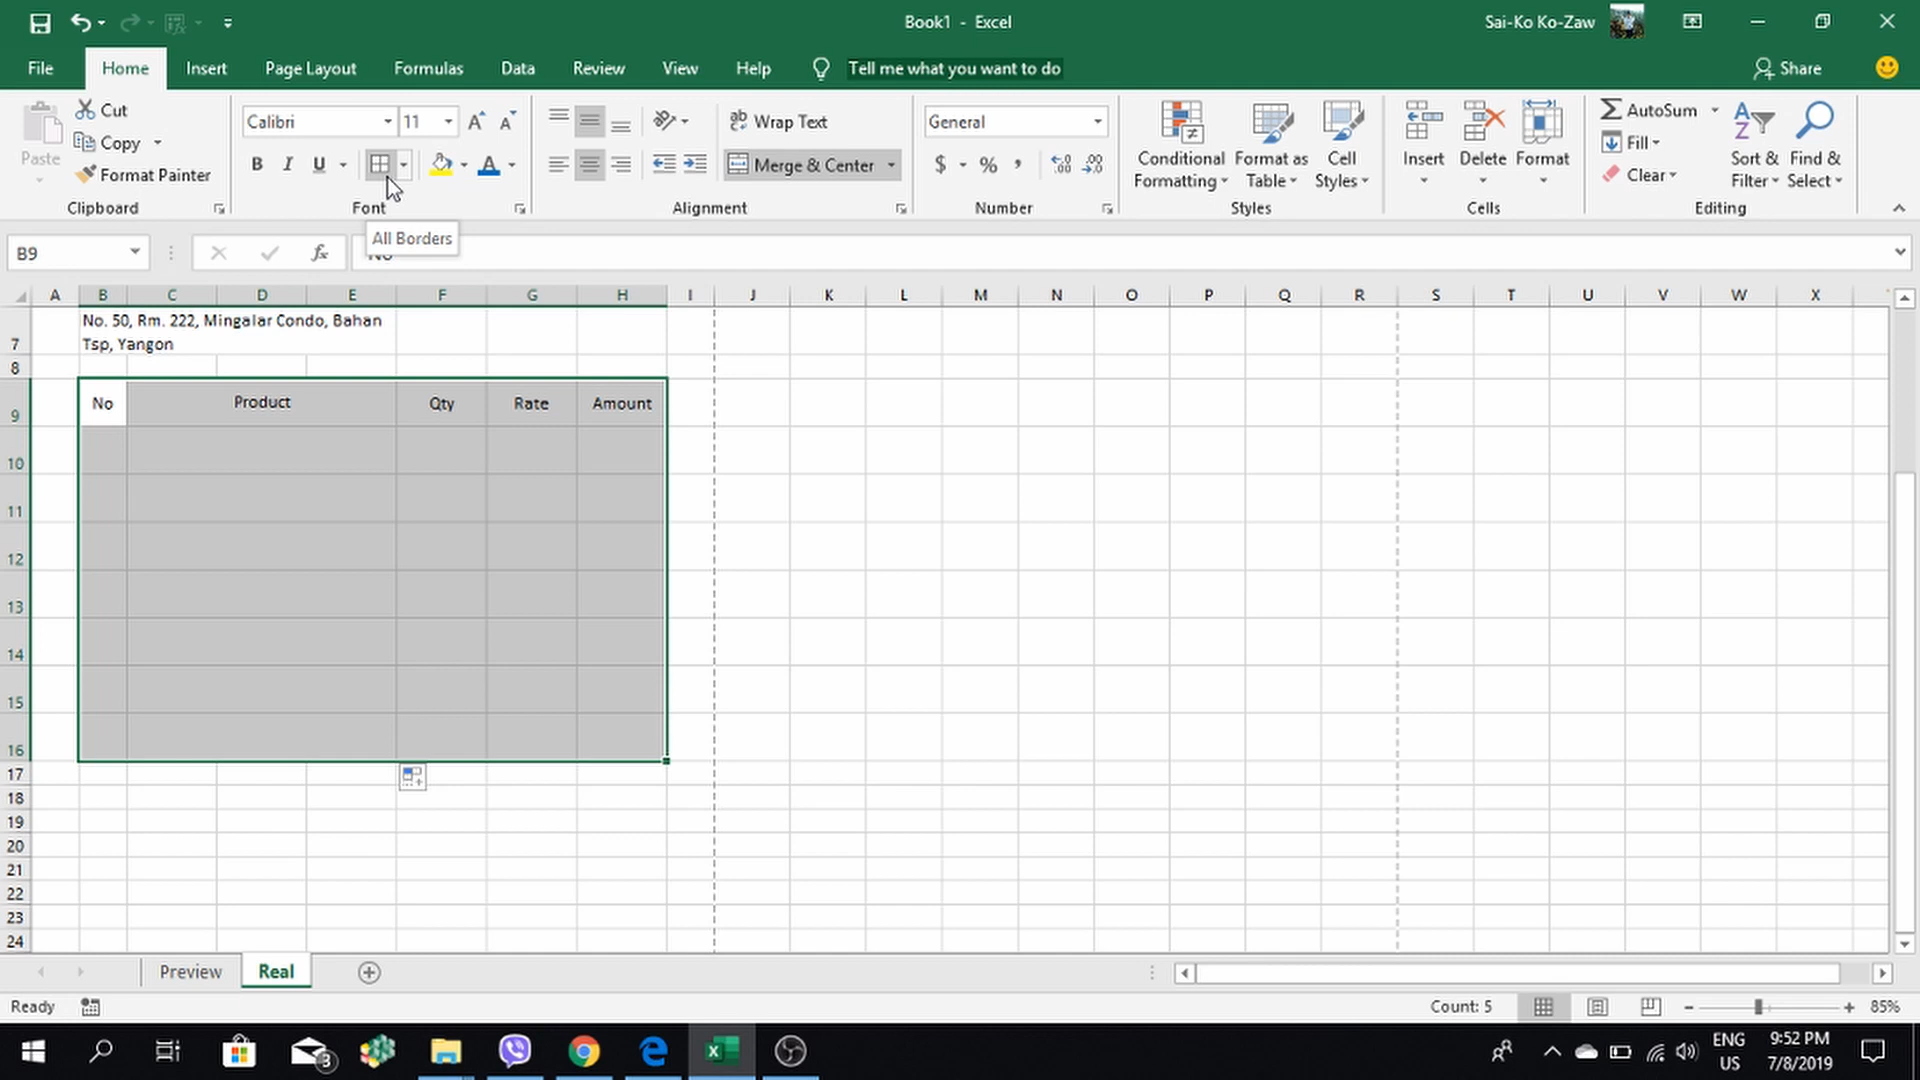 Book1 - Excel
Sai-Ko Ko-Zaw
File
Home
Insert
Page Layout
Formulas
Data
Review
View
Help
Tell me what you want to do
Share
Paste
Cut
Copy
Format Painter
Clipboard
Calibri
11
B I U
A
Font
Wrap Text
Merge & Center
Alignment
General
$ % ,
Number
Conditional
Formatting
Format as
Table
Cell
Styles
Styles
Insert
Delete
Format
Cells
AutoSum
Fill
Clear
Sort &
Filter
Find &
Select
Editing
B9
fx
All Borders
A B C D E F G H I J K L M N O P Q R S T U V W X
No. 50, Rm. 222, Mingalar Condo, Bahan
7 Tsp, Yangon
8
9 No Product Qty Rate Amount
10
11
12
13
14
15
16
17
18
19
20
21
22
23
24
Preview
Real
Ready
Count: 5
85%
3
ENG
US
9:52 PM
7/8/2019